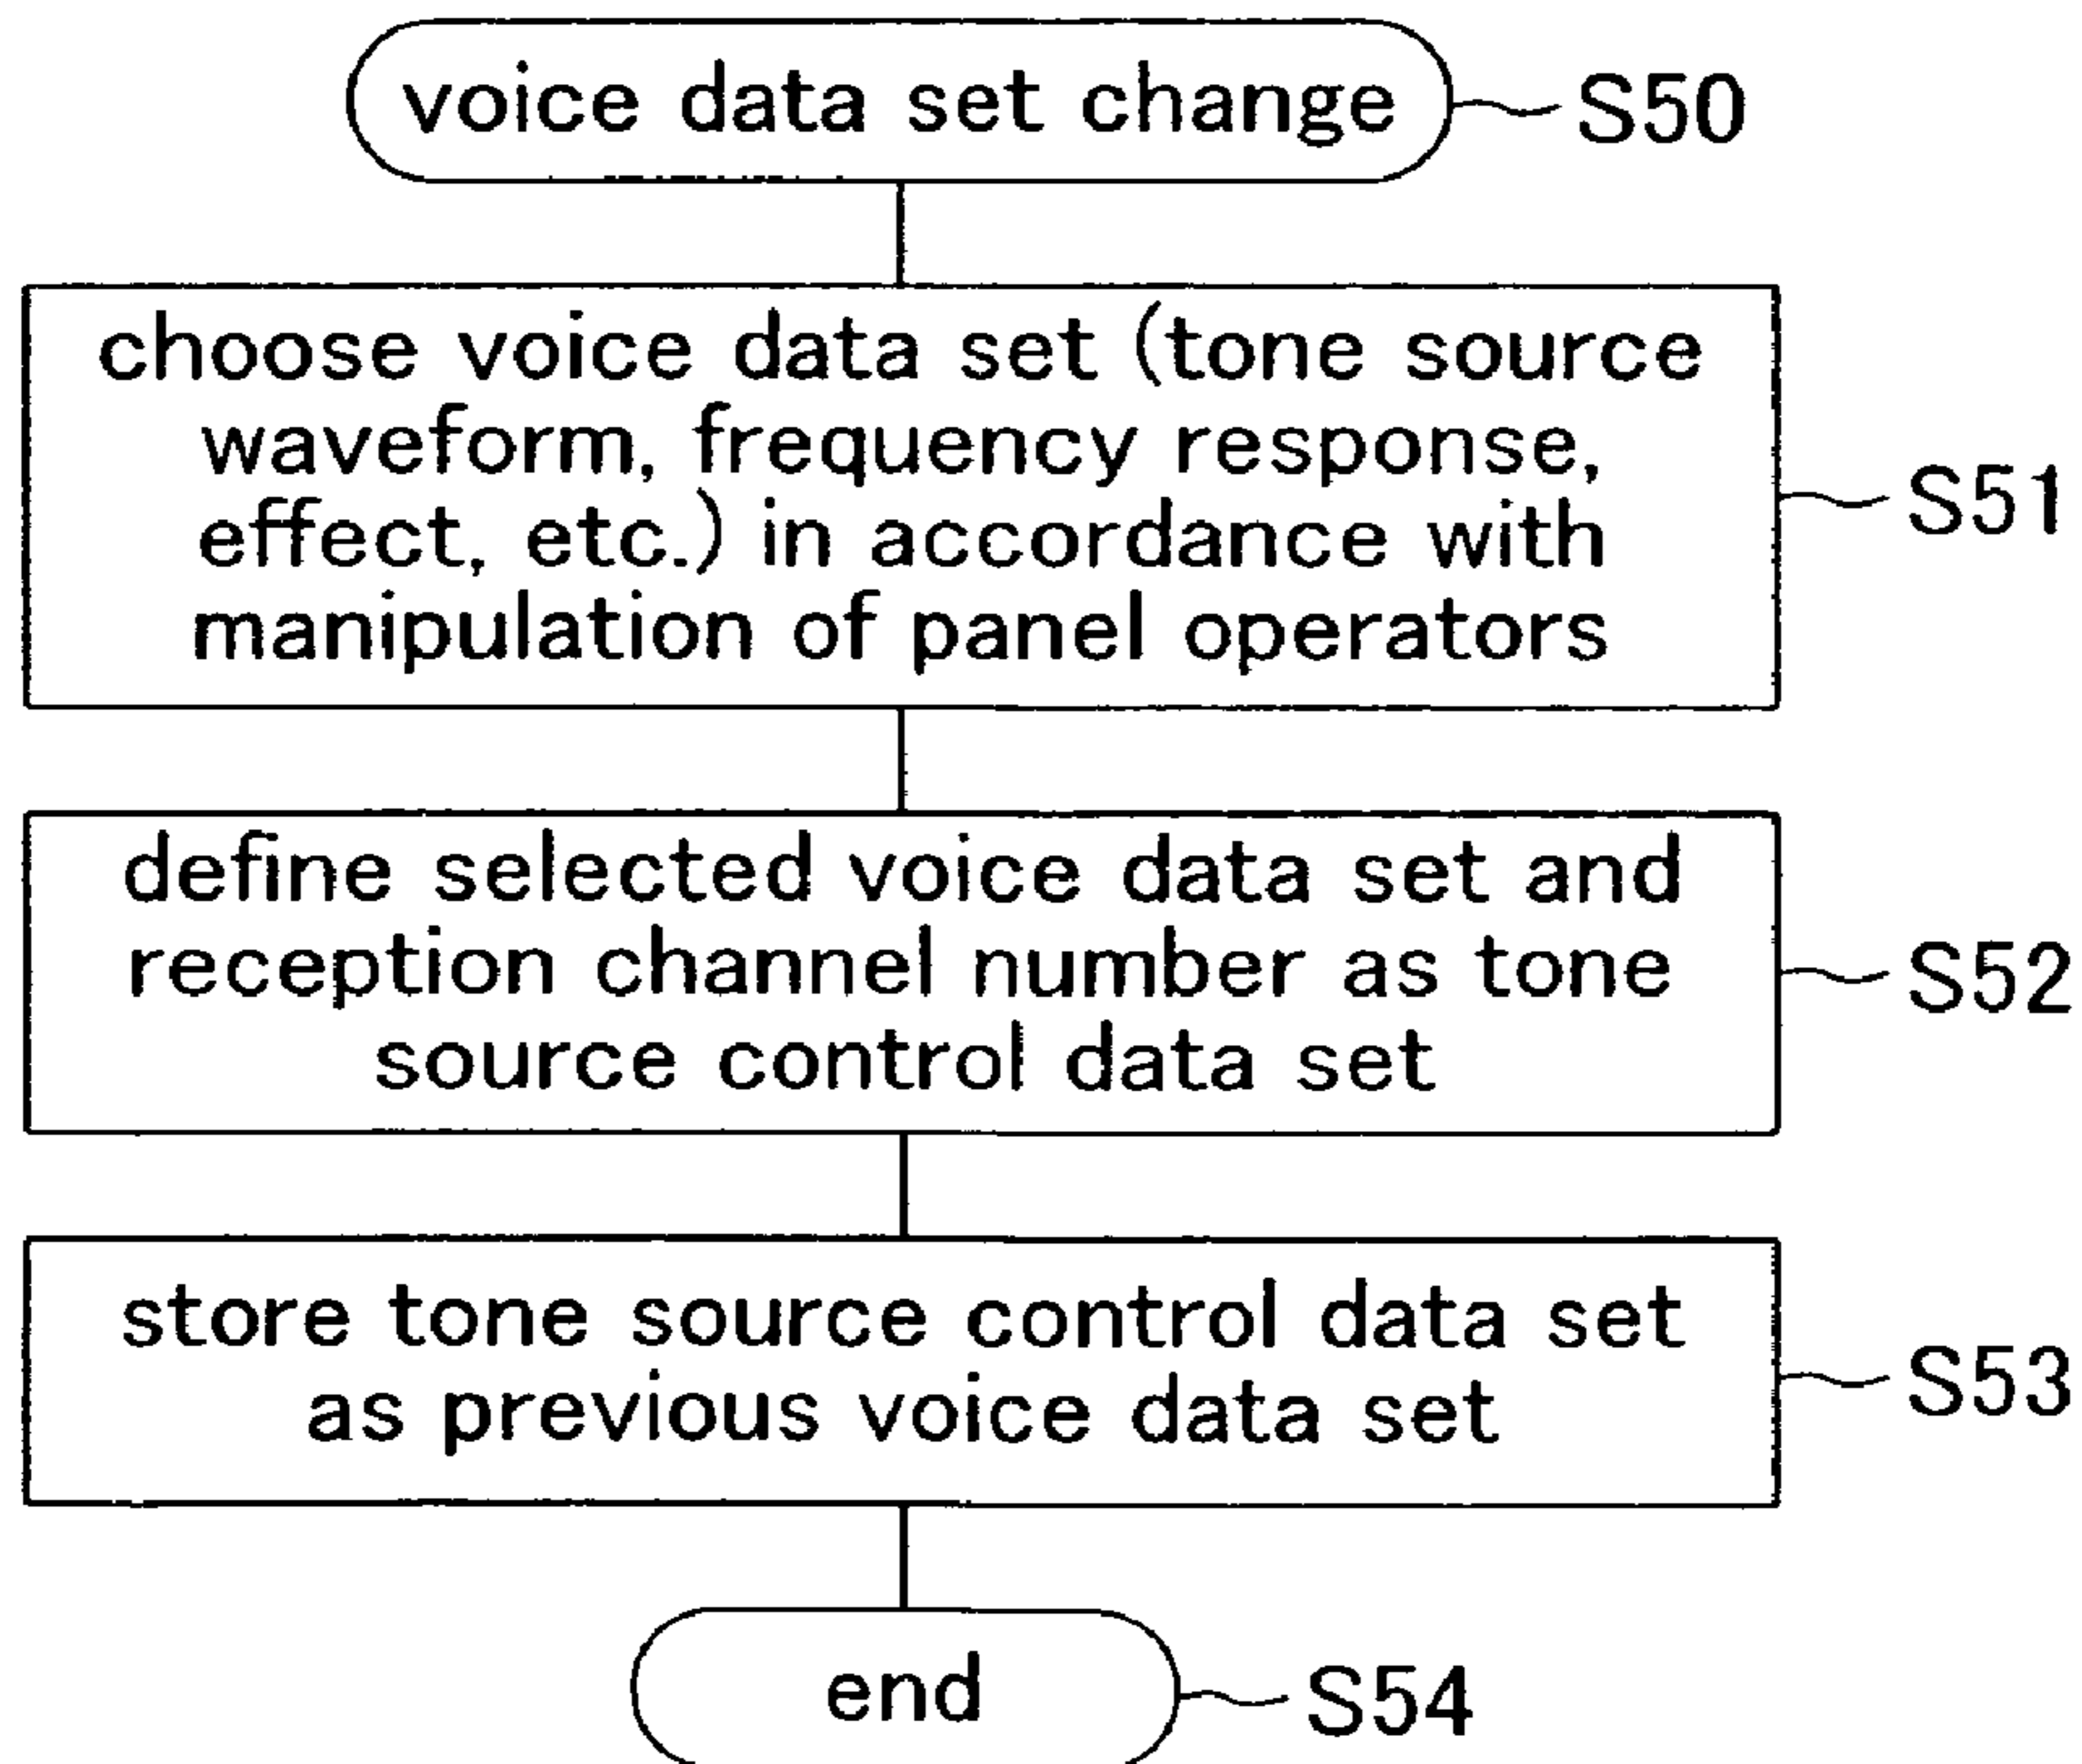 voice data set change
S50
choose voice data set (tone source
waveform, frequency response,
effect, etc.) in accordance with
manipulation of panel operators
S51
define selected voice data set and
reception channel number as tone
source control data set
S52
store tone source control data set
as previous voice data set
S53
end
S54